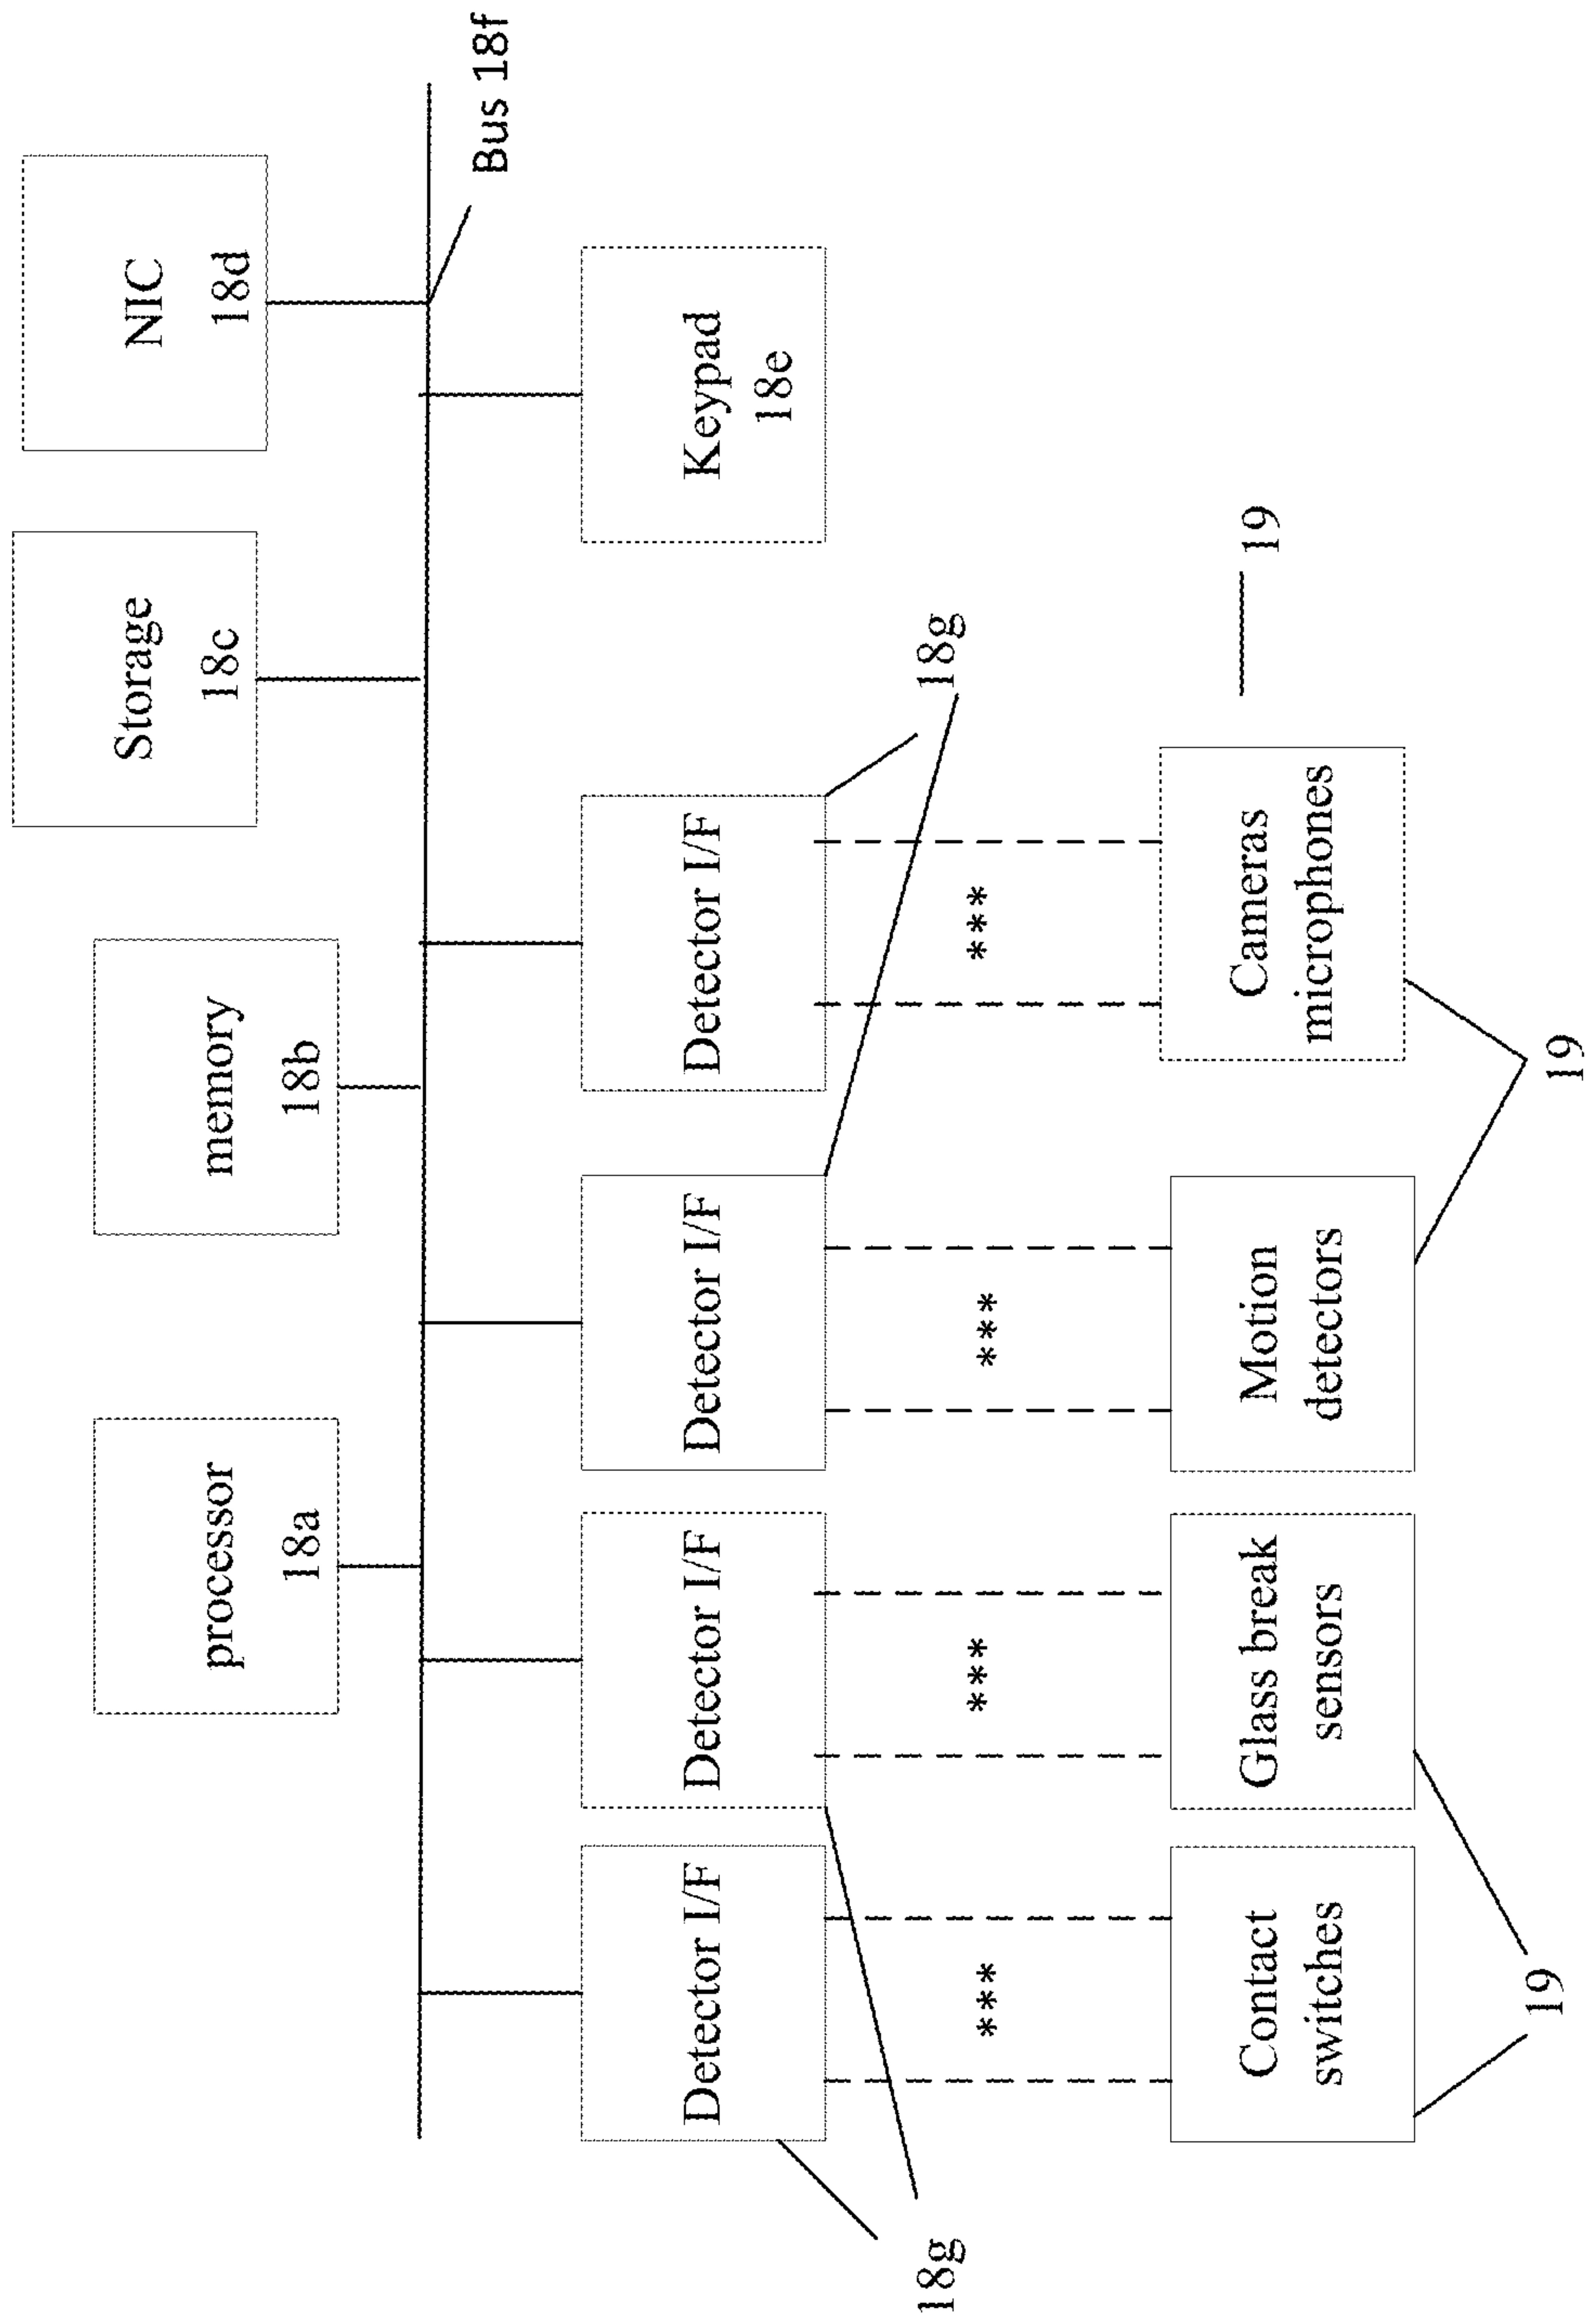 processor
18a
memory
18b
Storage
18c
NIC
18d
Bus 18f
Detector I/F
Detector I/F
Detector I/F
Detector I/F
Keypad
18e
18g
18g
***
***
***
***
Contact
switches
Glass break
sensors
Motion
detectors
Cameras
microphones
19
19
19